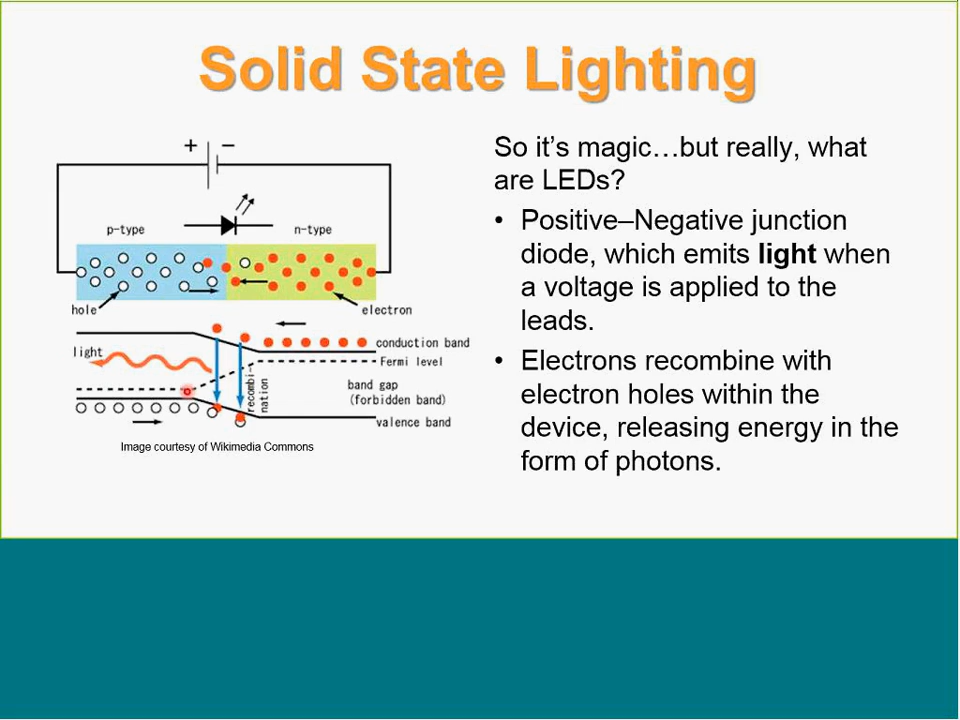 Solid State Lighting
+ −
p-type
n-type
hole
electron
light
conduction band
Fermi level
recombi-
nation
band gap
(forbidden band)
valence band
Image courtesy of Wikimedia Commons
So it's magic…but really, what
are LEDs?
• Positive–Negative junction
diode, which emits light when
a voltage is applied to the
leads.
• Electrons recombine with
electron holes within the
device, releasing energy in the
form of photons.